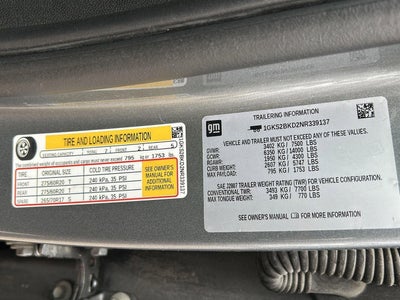 TIRE AND LOADING INFORMATION
SEATING CAPACITY TOTAL 7 FRONT 2 REAR 5
The combined weight of occupants and cargo must never exceed 795 kg or 1753 lbs
TIRE ORIGINAL SIZE COLD TIRE PRESSURE
FRONT 275/60R20 T 240 kPa, 35 PSI
REAR 275/60R20 T 240 kPa, 35 PSI
SPARE 265/70R17 S 240 kPa, 35 PSI
SEE OWNER'S
MANUAL FOR
ADDITIONAL
INFORMATION
1GKS2BKD2NR339137
gm
TRAILERING INFORMATION
1GKS2BKD2NR339137
VEHICLE AND TRAILER MUST NOT EXCEED ANY OF THESE
GVWR: 3402 KG / 7500 LBS
GCWR: 6350 KG / 14000 LBS
GAWR RR: 1950 KG / 4300 LBS
CURB WEIGHT: 2607 KG / 5747 LBS
MAX PAYLOAD: 795 KG / 1753 LBS
SAE J2807 TRAILER WEIGHT RATING (TWR) FOR VEHICLE CONFIGURATION.
CONVENTIONAL TWR: 3493 KG / 7700 LBS
MAX TONGUE WEIGHT: 349 KG / 770 LBS
SEE OWNER'S MANUAL FOR MORE INFORMATION.